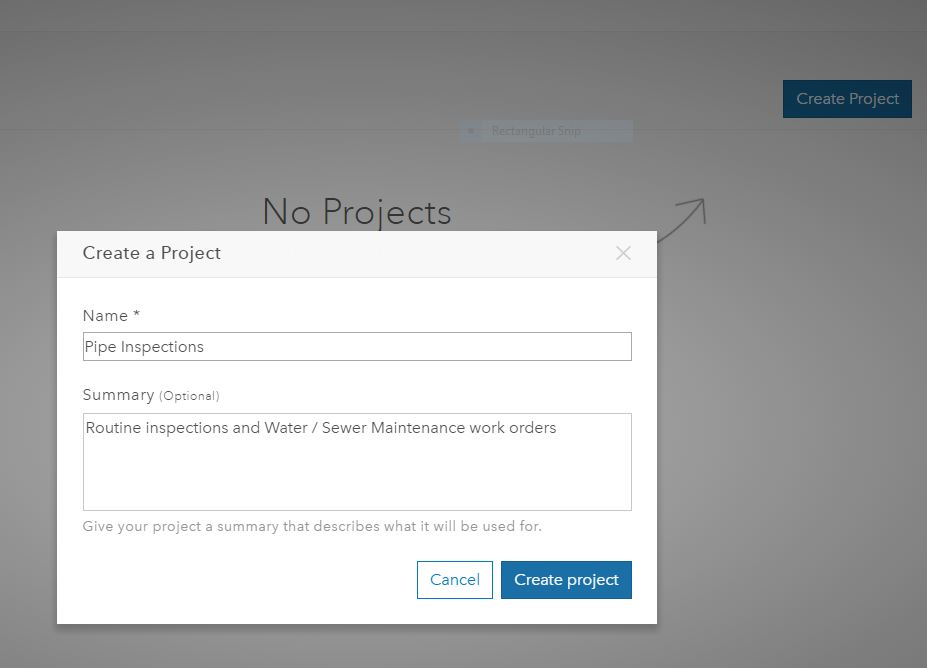 Create Project
Rectangular Snip
No Projects
Create a Project
Name *
Pipe Inspections
Summary (Optional)
Routine inspections and Water / Sewer Maintenance work orders
Give your project a summary that describes what it will be used for.
Cancel
Create project